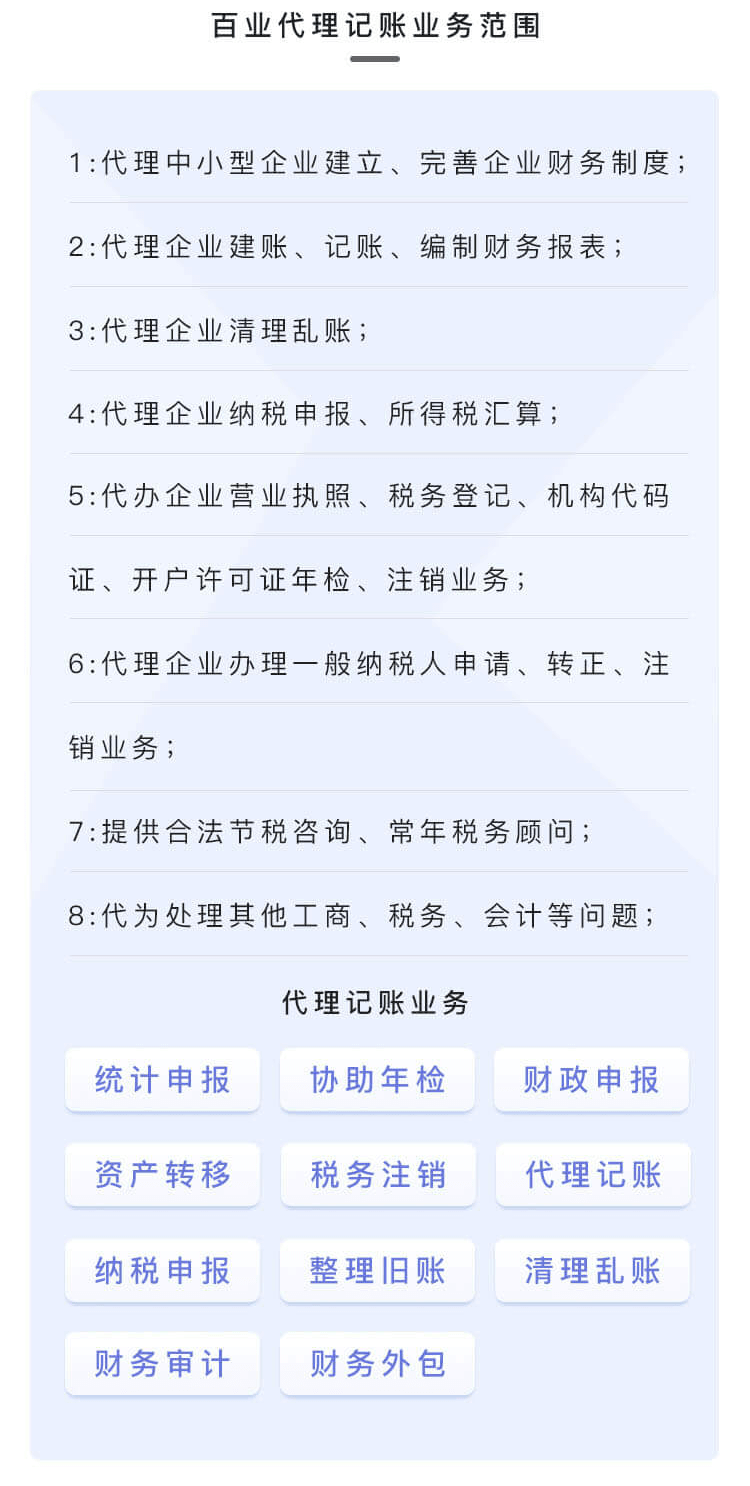 百业代理记账业务范围
1:代理中小型企业建立、完善企业财务制度;
2:代理企业建账、记账、编制财务报表;
3:代理企业清理乱账;
4:代理企业纳税申报、所得税汇算;
5:代办企业营业执照、税务登记、机构代码
证、开户许可证年检、注销业务;
6:代理企业办理一般纳税人申请、转正、注
销业务;
7:提供合法节税咨询、常年税务顾问;
8:代为处理其他工商、税务、会计等问题;
代理记账业务
统计申报 协助年检 财政申报
资产转移 税务注销 代理记账
纳税申报 整理旧账 清理乱账
财务审计 财务外包